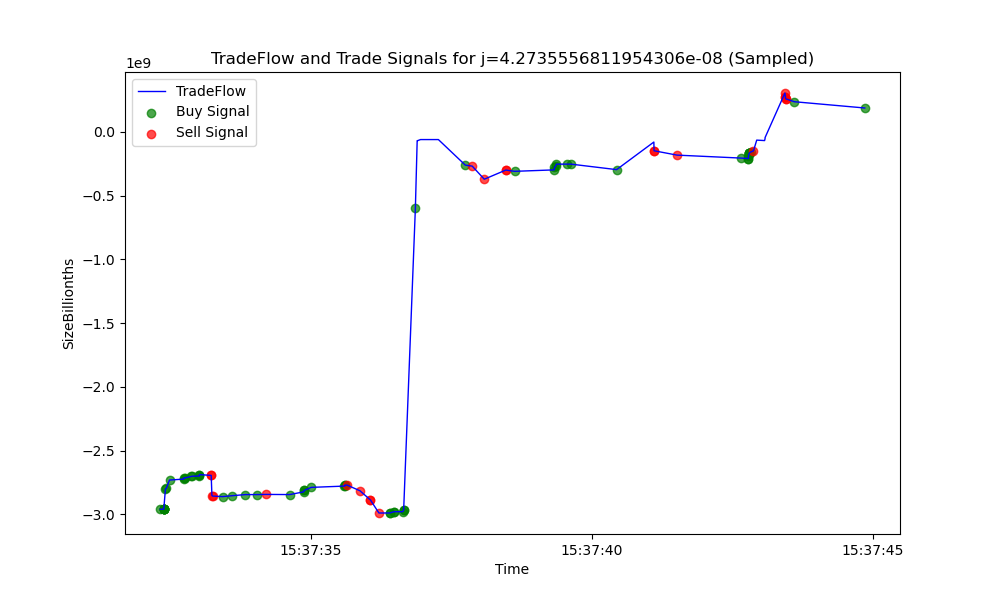 TradeFlow and Trade Signals for j=4.2735556811954306e-08 (Sampled)
1e9
TradeFlow
Buy Signal
Sell Signal
0.0
−0.5
−1.0
−1.5
−2.0
−2.5
−3.0
SizeBillionths
15:37:35 15:37:40 15:37:45
Time